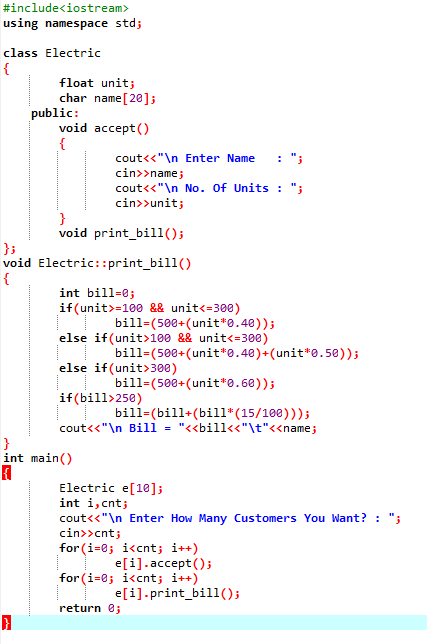 #include<iostream>
using namespace std;
class Electric
{
float unit;
char name[20];
public:
void accept()
{
cout<<"\n Enter Name   : ";
cin>>name;
cout<<"\n No. Of Units : ";
cin>>unit;
}
void print_bill();
};
void Electric::print_bill()
{
int bill=0;
if(unit>=100 && unit<=300)
bill=(500+(unit*0.40));
else if(unit>100 && unit<=300)
bill=(500+(unit*0.40)+(unit*0.50));
else if(unit>300)
bill=(500+(unit*0.60));
if(bill>250)
bill=(bill+(bill*(15/100)));
cout<<"\n Bill = "<<bill<<"\t"<<name;
}
int main()
{
Electric e[10];
int i,cnt;
cout<<"\n Enter How Many Customers You Want? : ";
cin>>cnt;
for(i=0; i<cnt; i++)
e[i].accept();
for(i=0; i<cnt; i++)
e[i].print_bill();
return 0;
}